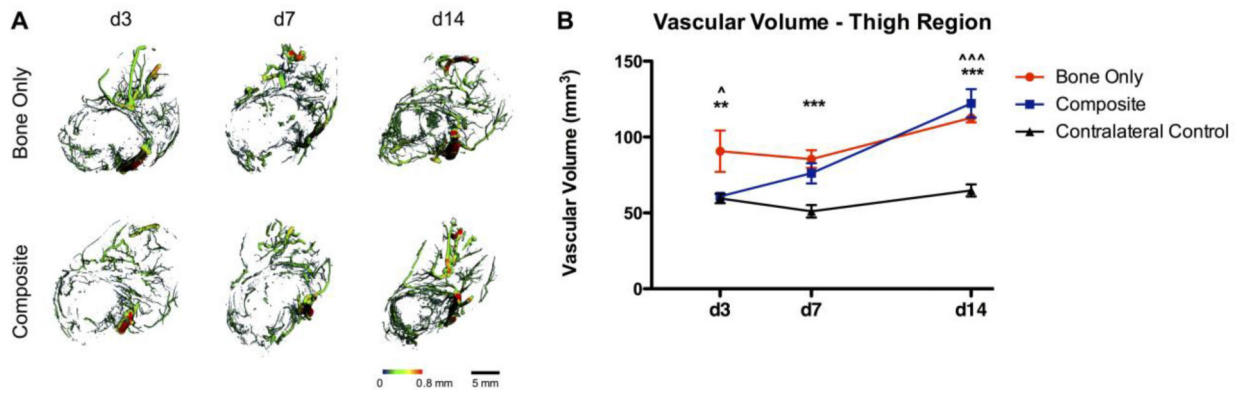 A
d3 d7 d14
Bone Only
Composite
0 0.8 mm 5 mm
B
Vascular Volume - Thigh Region
Vascular Volume (mm³)
150
100
50
0
^
**
***
^^^
***
d3 d7 d14
Bone Only
Composite
Contralateral Control